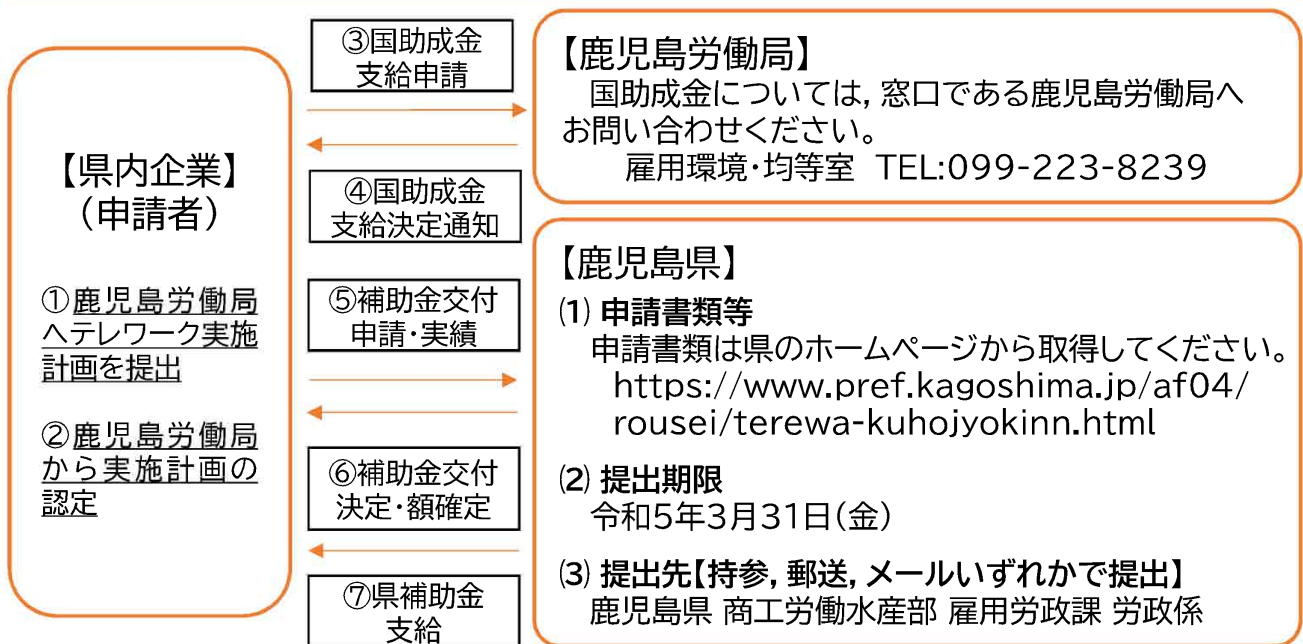 【県内企業】
（申請者）
①鹿児島労働局
へテレワーク実施
計画を提出
②鹿児島労働局
から実施計画の
認定
③国助成金
支給申請
④国助成金
支給決定通知
⑤補助金交付
申請・実績
⑥補助金交付
決定・額確定
⑦県補助金
支給
【鹿児島労働局】
国助成金については，窓口である鹿児島労働局へ
お問い合わせください。
雇用環境・均等室 TEL:099-223-8239
【鹿児島県】
⑴ 申請書類等
申請書類は県のホームページから取得してください。
https://www.pref.kagoshima.jp/af04/
rousei/terewa-kuhojyokinn.html
⑵ 提出期限
令和5年3月31日（金）
⑶ 提出先【持参，郵送，メールいずれかで提出】
鹿児島県 商工労働水産部 雇用労政課 労政係